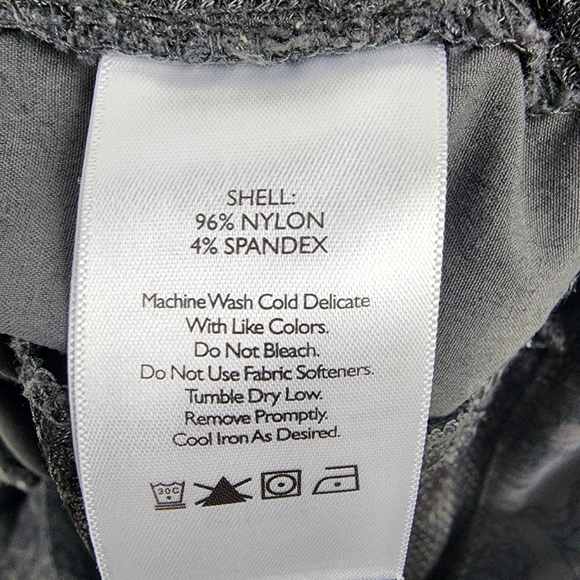 SHELL:
96% NYLON
4% SPANDEX
Machine Wash Cold Delicate
With Like Colors.
Do Not Bleach.
Do Not Use Fabric Softeners.
Tumble Dry Low.
Remove Promptly.
Cool Iron As Desired.
30C